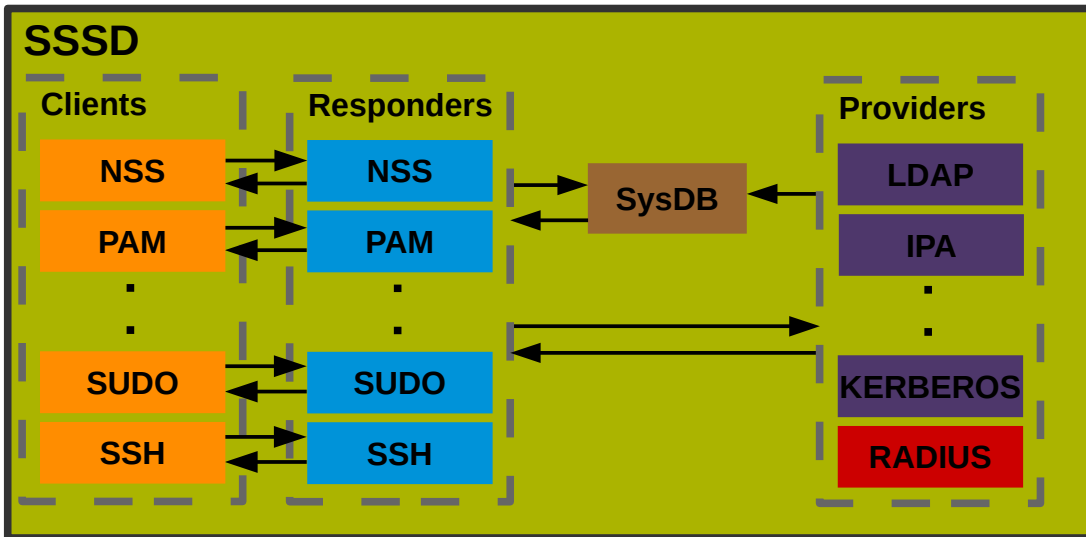 SSSD
Clients
NSS
PAM
.
.
SUDO
SSH
Responders
NSS
PAM
.
.
SUDO
SSH
SysDB
Providers
LDAP
IPA
.
.
KERBEROS
RADIUS